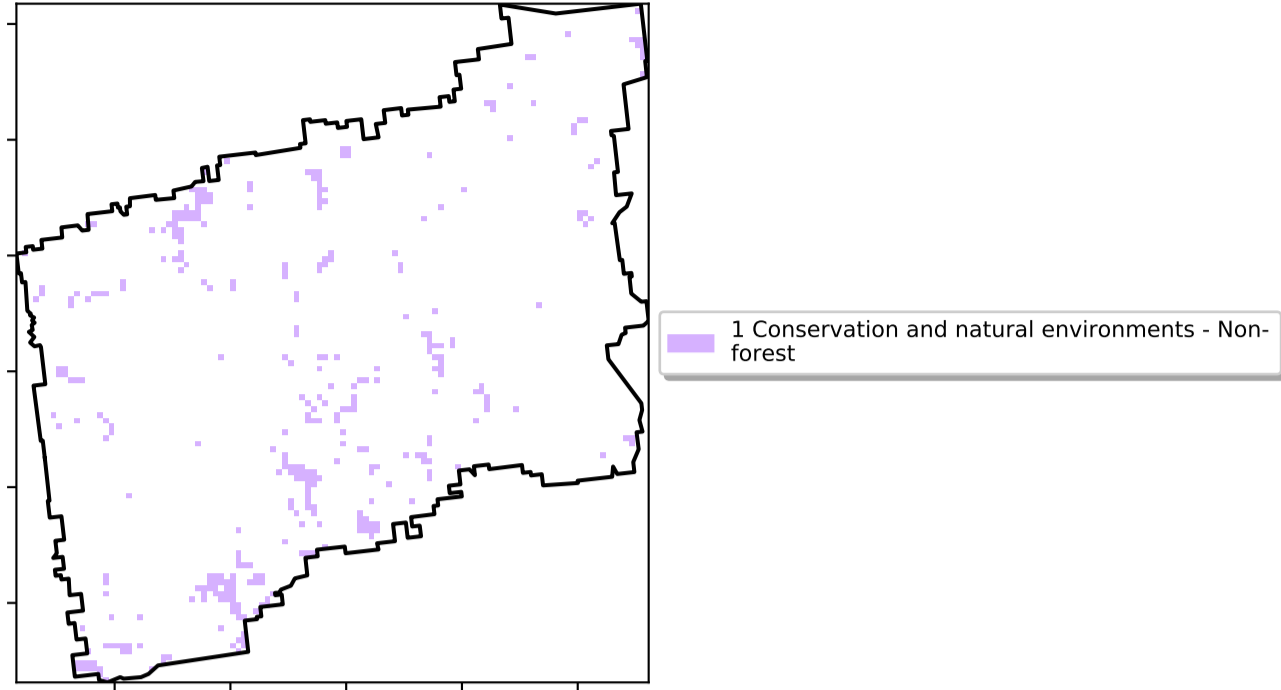 1 Conservation and natural environments - Non-
forest